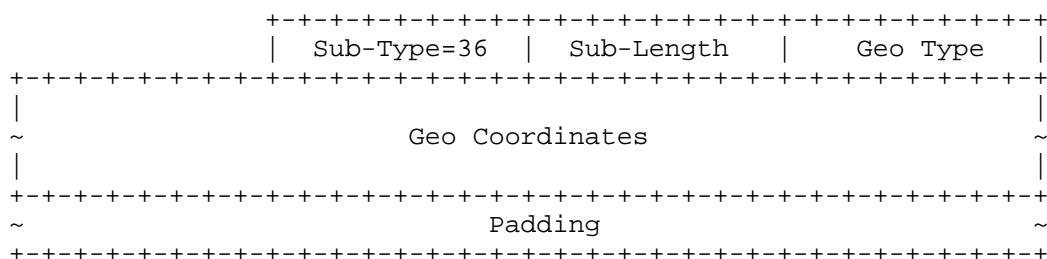 +-+-+-+-+-+-+-+-+-+-+-+-+-+-+-+-+-+-+-+-+-+-+-+-+
                |  Sub-Type=36  |  Sub-Length   |    Geo Type   |
+-+-+-+-+-+-+-+-+-+-+-+-+-+-+-+-+-+-+-+-+-+-+-+-+-+-+-+-+-+-+-+-+
|                                                               |
~                        Geo Coordinates                        ~
|                                                               |
+-+-+-+-+-+-+-+-+-+-+-+-+-+-+-+-+-+-+-+-+-+-+-+-+-+-+-+-+-+-+-+-+
~                             Padding                           ~
+-+-+-+-+-+-+-+-+-+-+-+-+-+-+-+-+-+-+-+-+-+-+-+-+-+-+-+-+-+-+-+-+